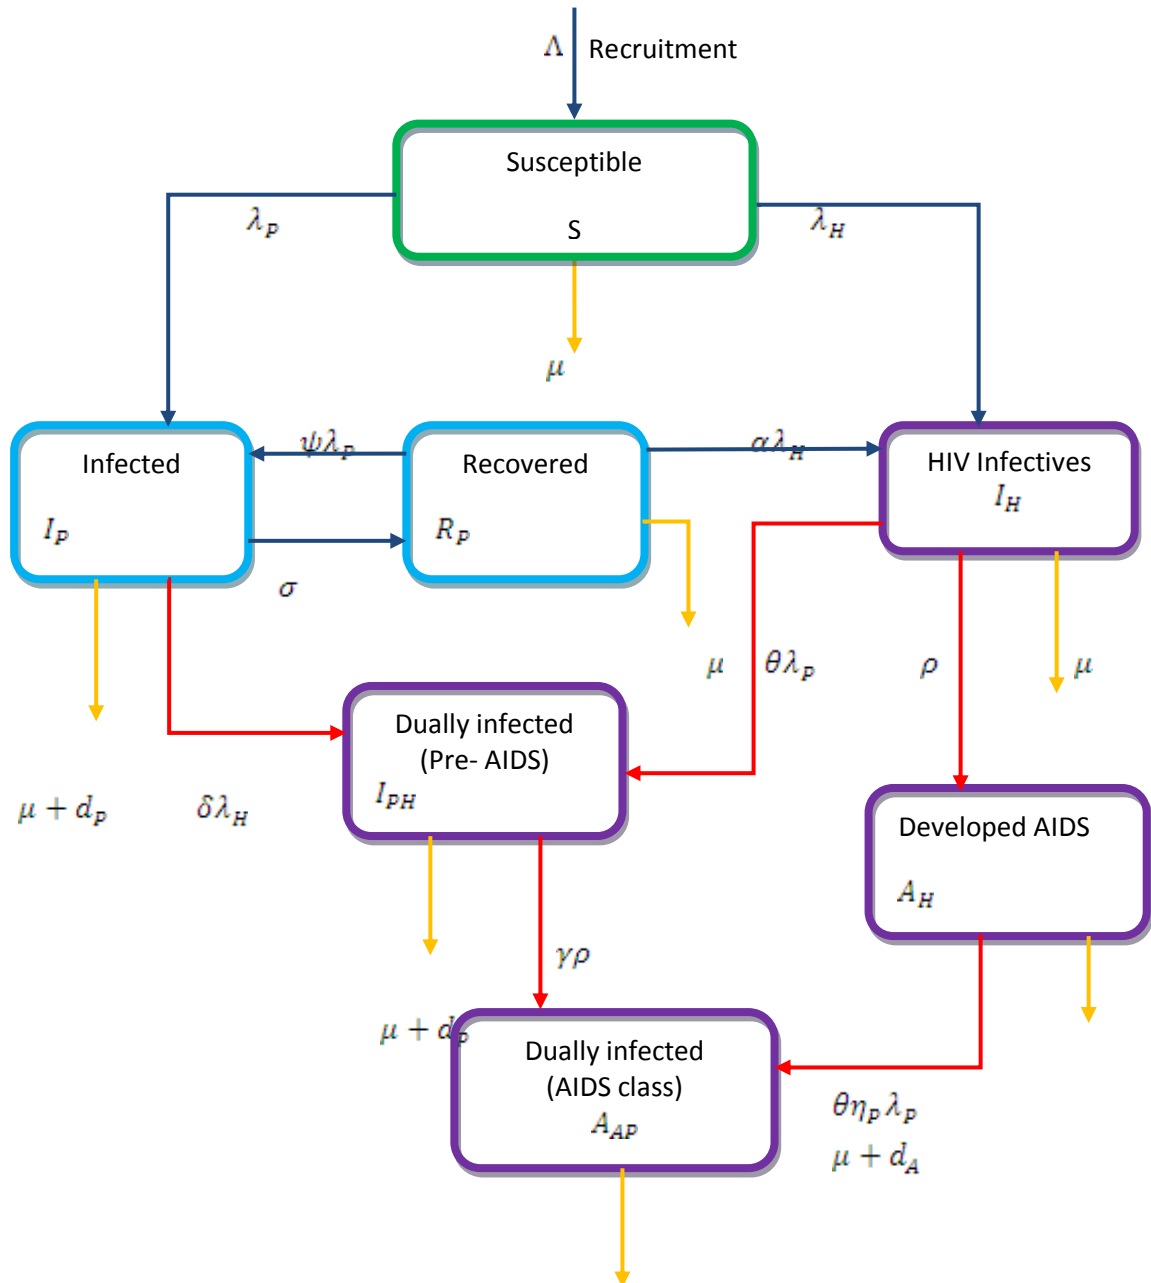 Λ Recruitment
Susceptible
S
λ_P
λ_H
μ
Infected
I_P
ψλ_P
Recovered
R_P
αλ_H
HIV Infectives
I_H
σ
μ
θλ_P
ρ
μ
Dually infected
(Pre- AIDS)
I_PH
μ + d_P
δλ_H
Developed AIDS
A_H
γρ
μ + d_P
Dually infected
(AIDS class)
A_AP
θη_P λ_P
μ + d_A